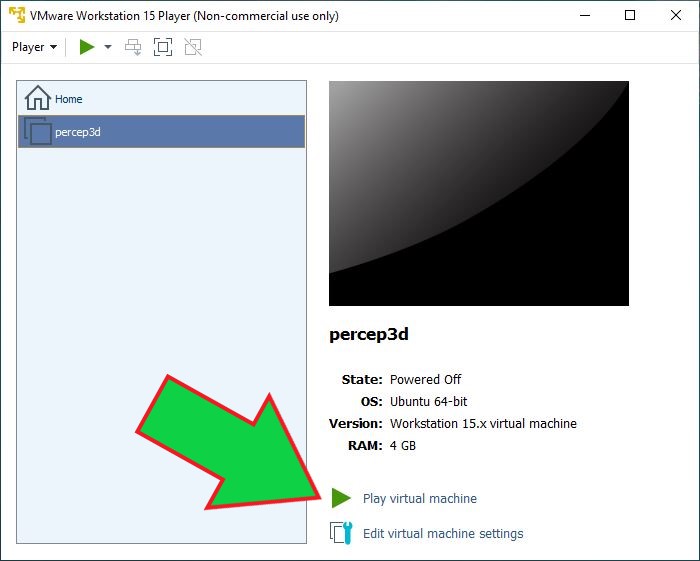 VMware Workstation 15 Player (Non-commercial use only)
Player
Home
percep3d
percep3d
State: Powered Off
OS: Ubuntu 64-bit
Version: Workstation 15.x virtual machine
RAM: 4 GB
Play virtual machine
Edit virtual machine settings